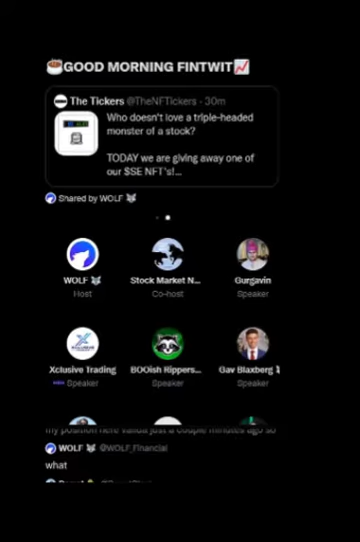 ☕GOOD MORNING FINTWIT📈
The Tickers @TheNFTickers · 30m
Who doesn't love a triple-headed
monster of a stock?
TODAY we are giving away one of
our $SE NFT's!...
Shared by WOLF 🐺
WOLF 🐺
Host
Stock Market N...
Co-host
Gurgavin
Speaker
Xclusive Trading
Speaker
BOOish Rippers...
Speaker
Gav Blaxberg
Speaker
my position here valida just a couple minutes ago so
WOLF 🐺 @WOLF_Financial
what